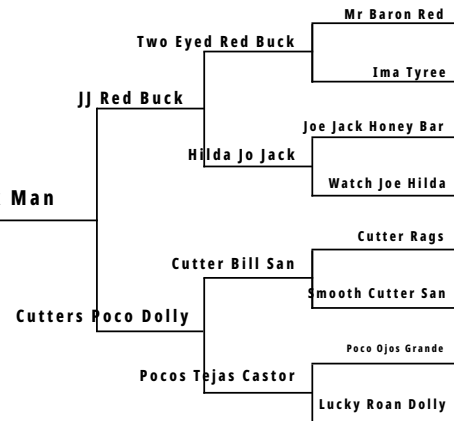 Mr Baron Red
Two Eyed Red Buck
Ima Tyree
JJ Red Buck
Joe Jack Honey Bar
Hilda Jo Jack
Watch Joe Hilda
Man
Cutter Rags
Cutter Bill San
Smooth Cutter San
Cutters Poco Dolly
Poco Ojos Grande
Pocos Tejas Castor
Lucky Roan Dolly